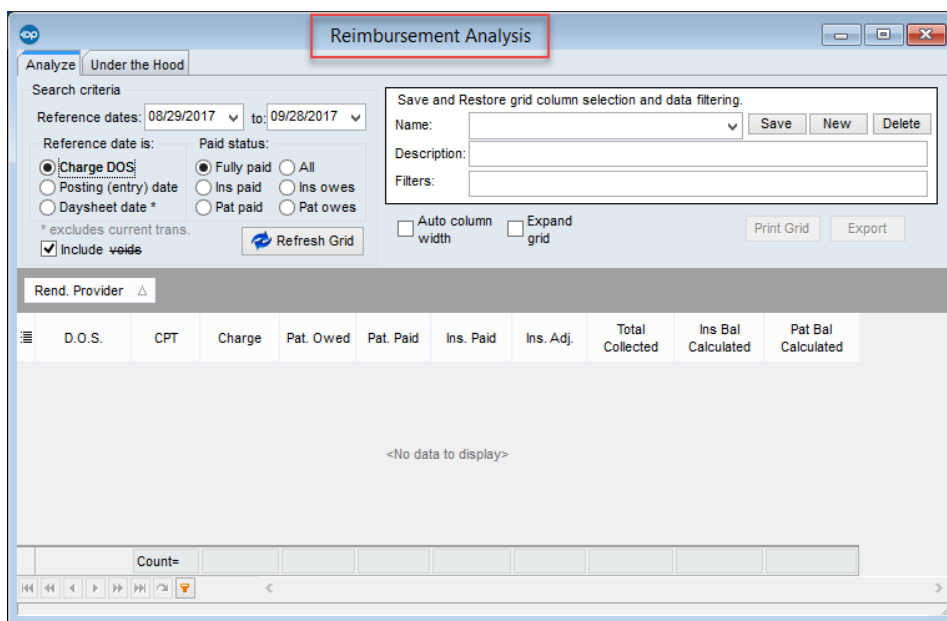 op
Reimbursement Analysis
Analyze Under the Hood
Search criteria
Reference dates: 08/29/2017 to: 09/28/2017
Reference date is: Paid status:
Charge DOS Fully paid All
Posting (entry) date Ins paid Ins owes
Daysheet date * Pat paid Pat owes
* excludes current trans.
Include voids
Refresh Grid
Save and Restore grid column selection and data filtering.
Name: Save New Delete
Description:
Filters:
Auto column width
Expand grid
Print Grid Export
Rend. Provider
D.O.S. CPT Charge Pat. Owed Pat. Paid Ins. Paid Ins. Adj. Total Collected Ins Bal Calculated Pat Bal Calculated
<No data to display>
Count=